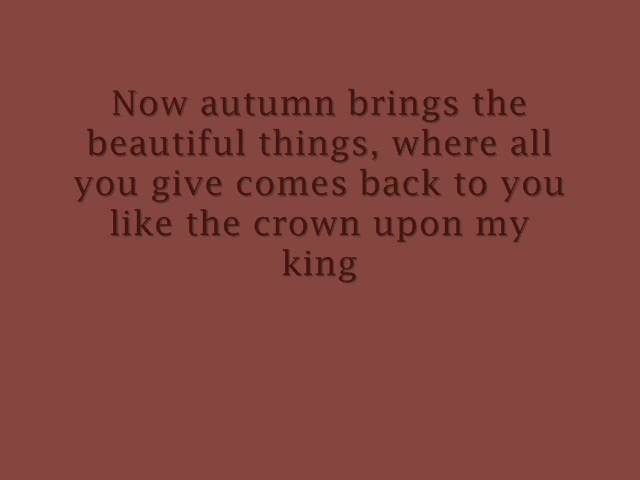 Now autumn brings the
beautiful things, where all
you give comes back to you
like the crown upon my
king